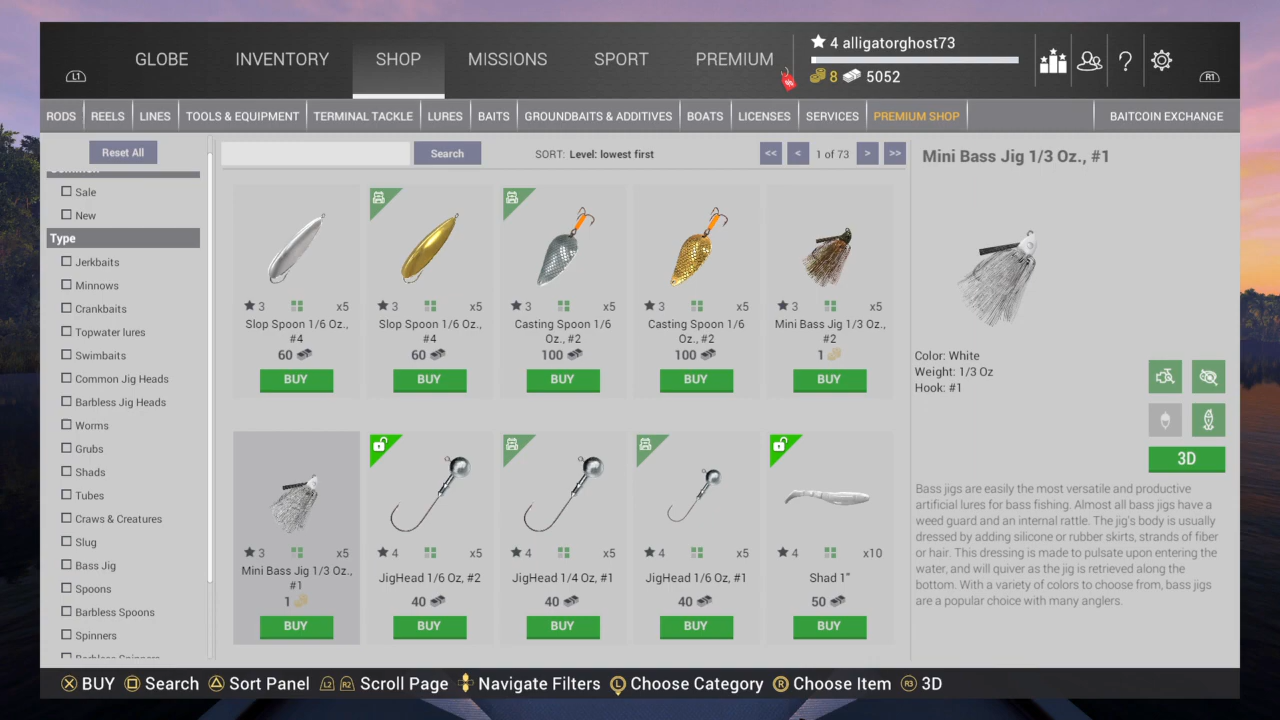 L1
GLOBE
INVENTORY
SHOP
MISSIONS
SPORT
PREMIUM
4 alligatorghost73
8 5052
?
R1
RODS
REELS
LINES
TOOLS & EQUIPMENT
TERMINAL TACKLE
LURES
BAITS
GROUNDBAITS & ADDITIVES
BOATS
LICENSES
SERVICES
PREMIUM SHOP
BAITCOIN EXCHANGE
Reset All
Sale
New
Type
Jerkbaits
Minnows
Crankbaits
Topwater lures
Swimbaits
Common Jig Heads
Barbless Jig Heads
Worms
Grubs
Shads
Tubes
Craws & Creatures
Slug
Bass Jig
Spoons
Barbless Spoons
Spinners
Barbless Spinners
Search
SORT: Level: lowest first
<<
<
1 of 73
>
>>
3 x5
Slop Spoon 1/6 Oz.,
#4
60
BUY
3 x5
Slop Spoon 1/6 Oz.,
#4
60
BUY
3 x5
Casting Spoon 1/6
Oz., #2
100
BUY
3 x5
Casting Spoon 1/6
Oz., #2
100
BUY
3 x5
Mini Bass Jig 1/3 Oz.,
#2
1
BUY
3 x5
Mini Bass Jig 1/3 Oz.,
#1
1
BUY
4 x5
JigHead 1/6 Oz, #2
40
BUY
4 x5
JigHead 1/4 Oz, #1
40
BUY
4 x5
JigHead 1/6 Oz, #1
40
BUY
4 x10
Shad 1"
50
BUY
Mini Bass Jig 1/3 Oz., #1
Color: White
Weight: 1/3 Oz
Hook: #1
3D
Bass jigs are easily the most versatile and productive
artificial lures for bass fishing. Almost all bass jigs have a
weed guard and an internal rattle. The jig's body is usually
dressed by adding silicone or rubber skirts, strands of fiber
or hair. This dressing is made to pulsate upon entering the
water, and will quiver as the jig is retrieved along the
bottom. With a variety of colors to choose from, bass jigs
are a popular choice with many anglers.
BUY
Search
Sort Panel
L2 R2 Scroll Page
Navigate Filters
L Choose Category
R Choose Item
R3 3D